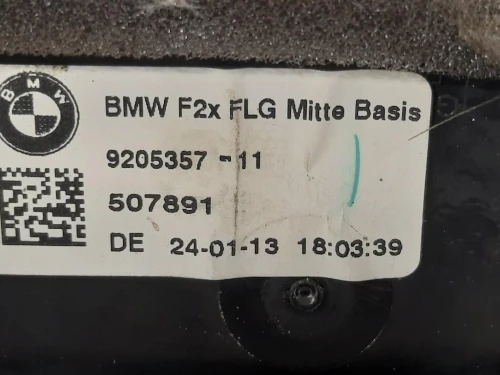 BMW
BMW F2x FLG Mitte Basis
9205357 -11
507891
DE 24-01-13 18:03:39